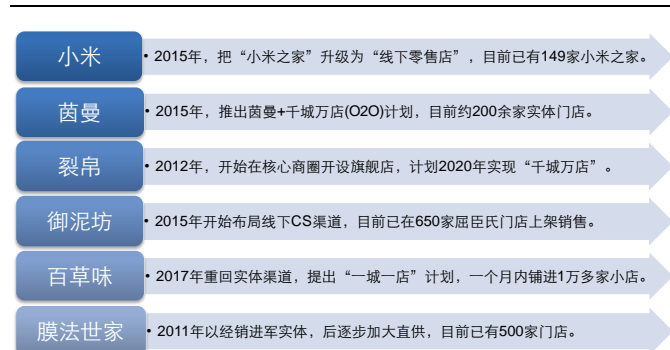 小米
• 2015年，把“小米之家”升级为“线下零售店”，目前已有149家小米之家。
茵曼
• 2015年，推出茵曼+千城万店(O2O)计划，目前约200余家实体门店。
裂帛
• 2012年，开始在核心商圈开设旗舰店，计划2020年实现“千城万店”。
御泥坊
• 2015年开始布局线下CS渠道，目前已在650家屈臣氏门店上架销售。
百草味
• 2017年重回实体渠道，提出“一城一店”计划，一个月内铺进1万多家小店。
膜法世家
• 2011年以经销进军实体，后逐步加大直供，目前已有500家门店。